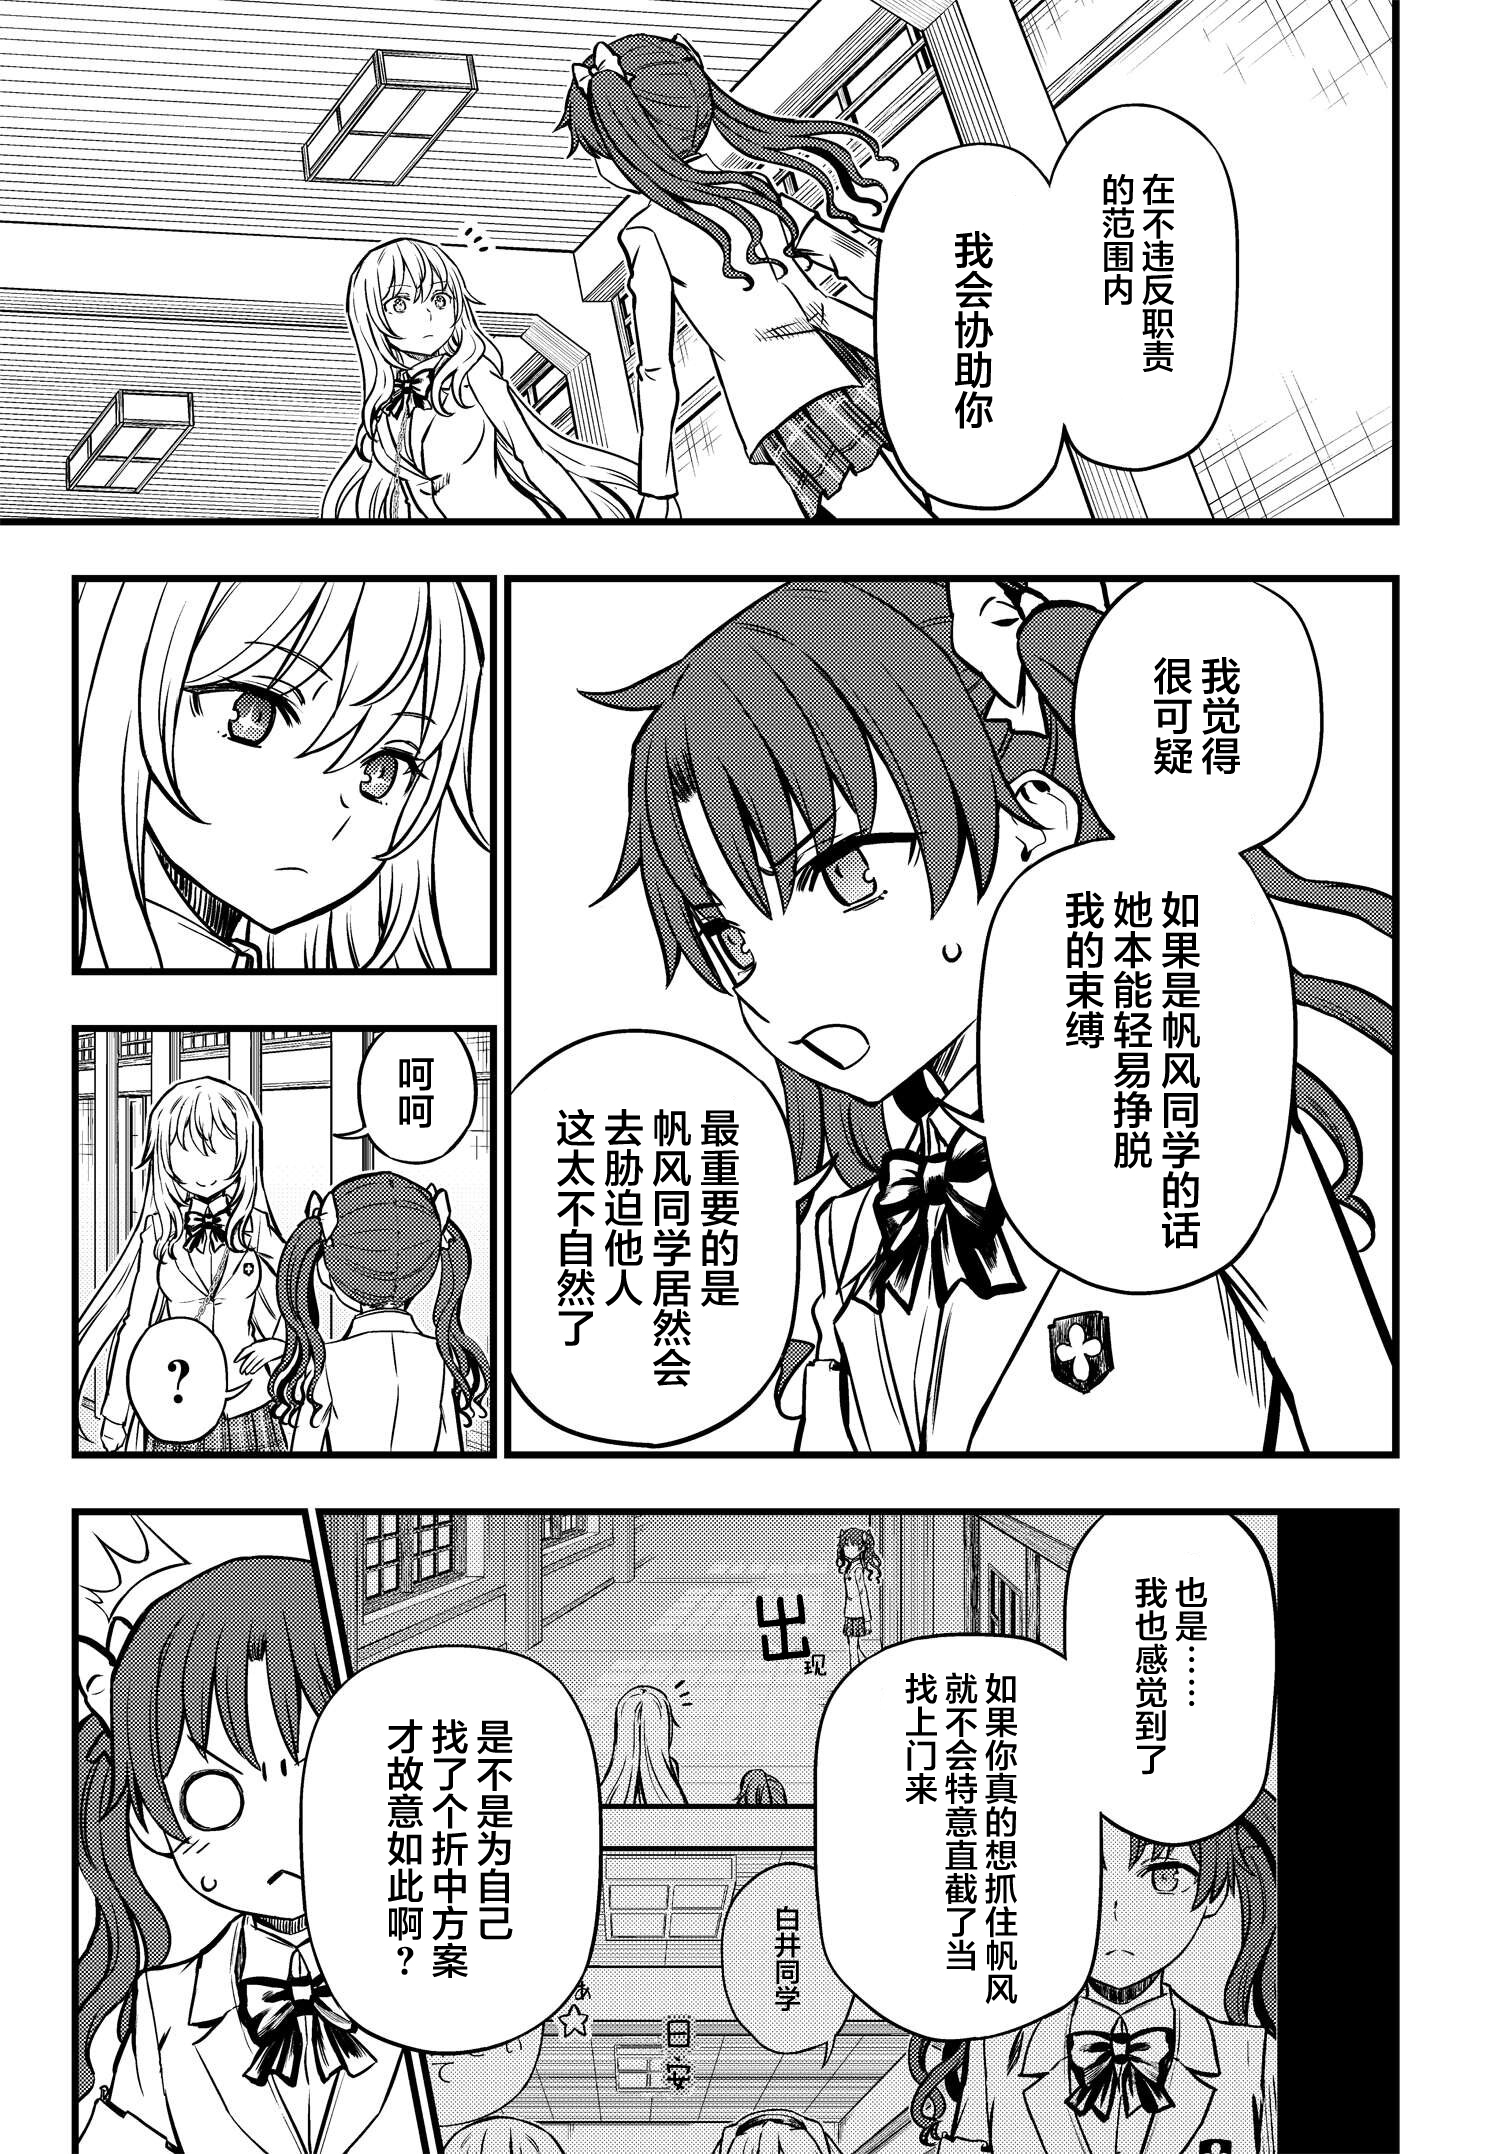 在不违反职责
的范围内
我会协助你
我觉得
很可疑
如果是帆风同学的话
她本能轻易挣脱
我的束缚
最重要的是
帆风同学居然会
去胁迫他人
这太不自然了
呵呵
？
也是……
我也感觉到了
出现
如果你真的想抓住帆风
就不会特意直截了当
找上门来
白井同学
日安
是不是为自己
找了个折中方案
才故意如此啊？